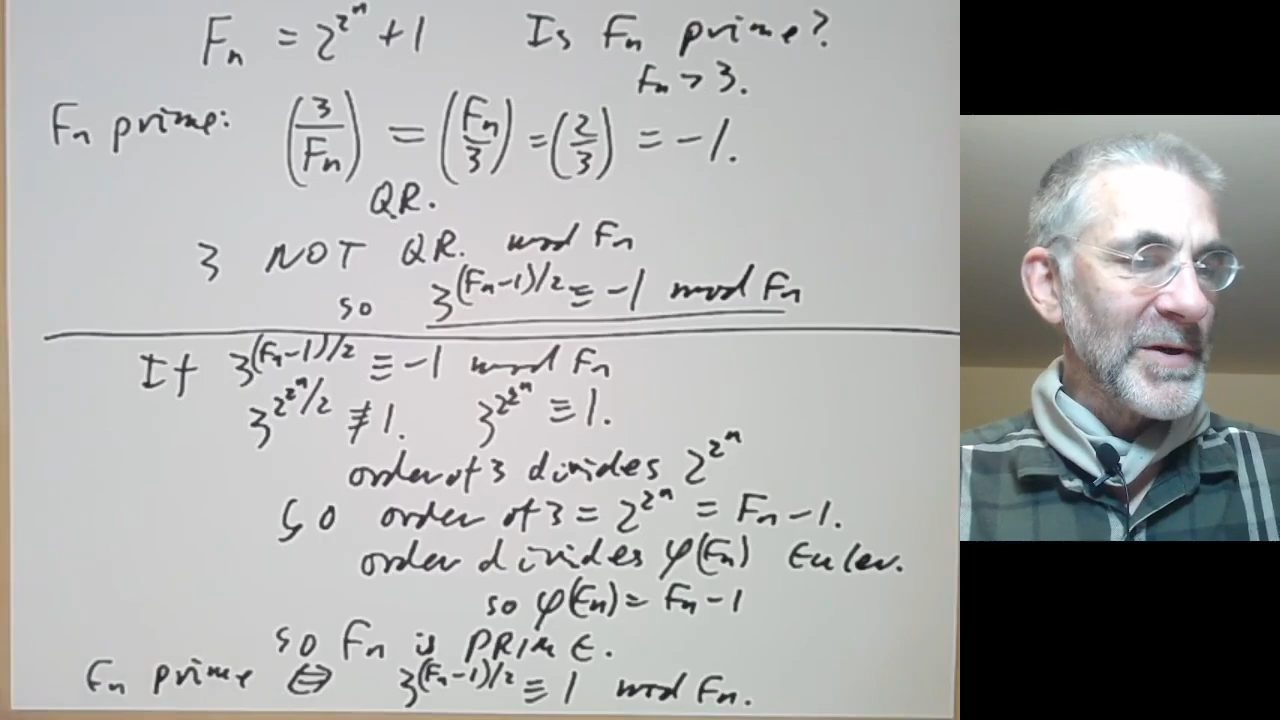 Fₙ = 2^{2^n} + 1 Is Fₙ prime?
Fₙ > 3.
Fₙ prime: (3/Fₙ) = (Fₙ/3) = (2/3) = -1.
QR.
3 NOT QR. mod Fₙ
so 3^{(Fₙ-1)/2} ≡ -1 mod Fₙ
If 3^{(Fₙ-1)/2} ≡ -1 mod Fₙ
3^{2^{2^n}/2} ≢ 1. 3^{2^{2^n}} ≡ 1.
order of 3 divides 2^{2^n}
So order of 3 = 2^{2^n} = Fₙ - 1.
order divides φ(Fₙ) Euler.
so φ(Fₙ) = Fₙ - 1
so Fₙ is PRIME.
Fₙ prime ⇔ 3^{(Fₙ-1)/2} ≡ 1 mod Fₙ.